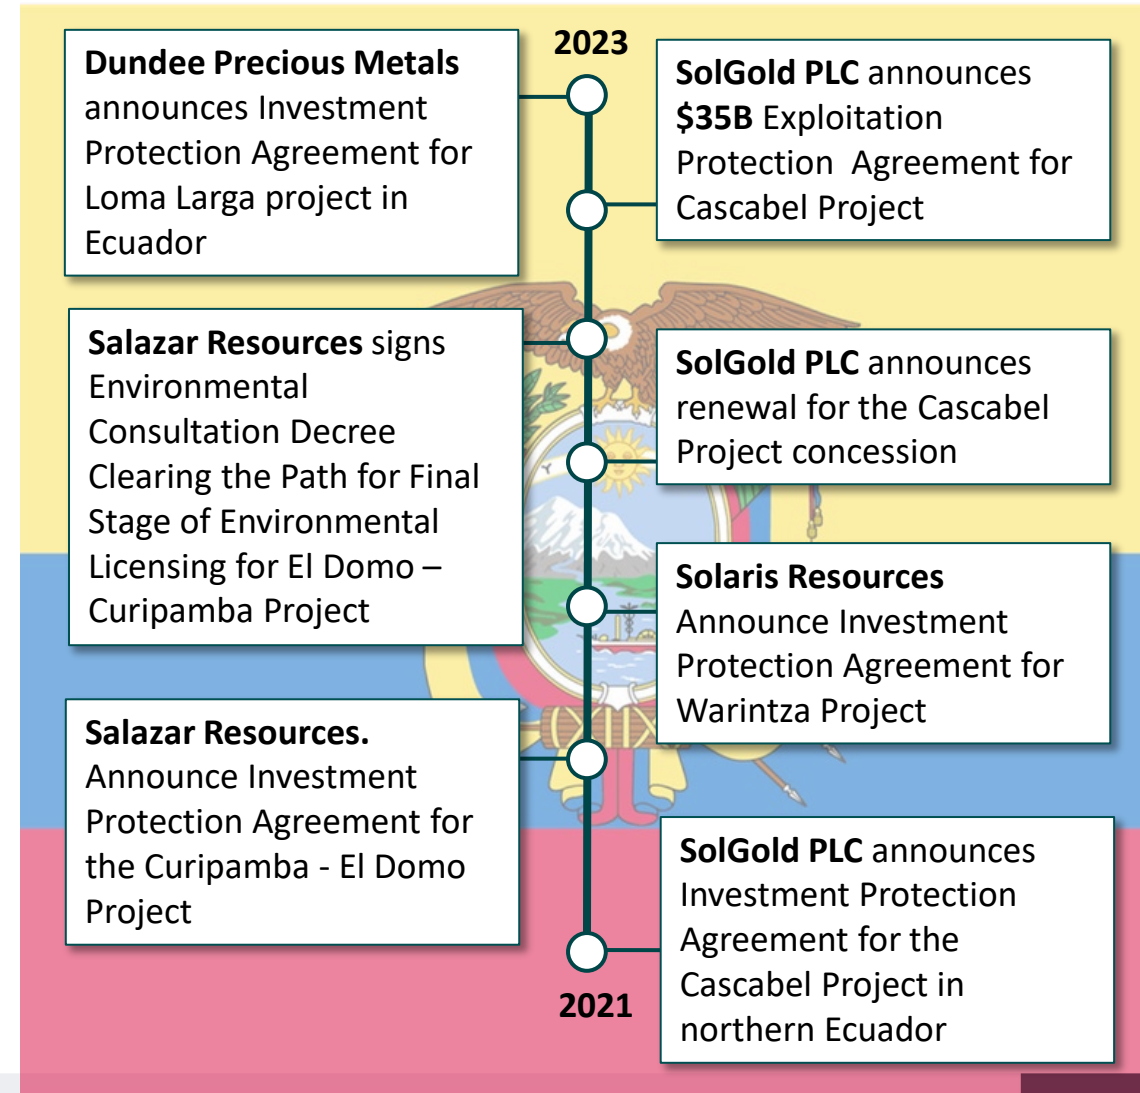 2023
Dundee Precious Metals
announces Investment
Protection Agreement for
Loma Larga project in
Ecuador
SolGold PLC announces
$35B Exploitation
Protection  Agreement for
Cascabel Project
Salazar Resources signs
Environmental
Consultation Decree
Clearing the Path for Final
Stage of Environmental
Licensing for El Domo –
Curipamba Project
SolGold PLC announces
renewal for the Cascabel
Project concession
Solaris Resources
Announce Investment
Protection Agreement for
Warintza Project
Salazar Resources.
Announce Investment
Protection Agreement for
the Curipamba - El Domo
Project
SolGold PLC announces
Investment Protection
Agreement for the
Cascabel Project in
northern Ecuador
2021